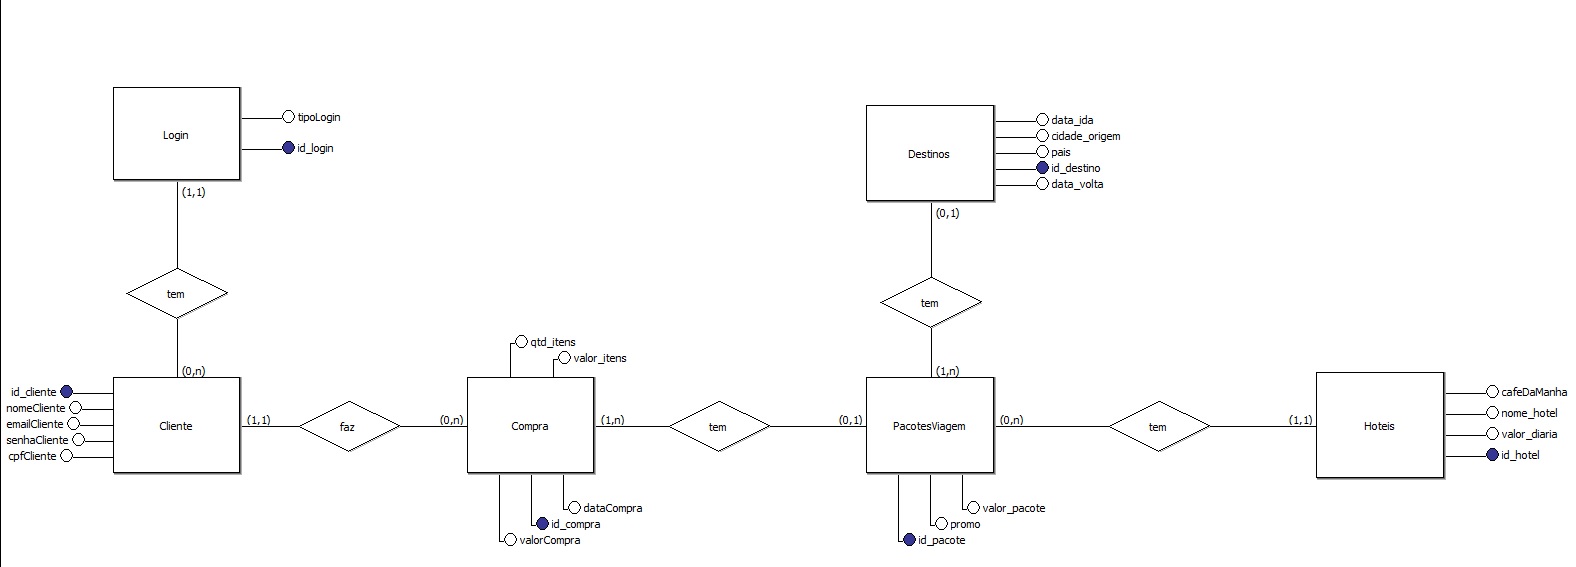 Login
tipoLogin
id_login
(1,1)
tem
(0,n)
id_cliente
nomeCliente
emailCliente
senhaCliente
cpfCliente
Cliente
(1,1)
faz
(0,n)
qtd_itens
valor_itens
Compra
dataCompra
id_compra
valorCompra
(1,n)
tem
(0,1)
Destinos
data_ida
cidade_origem
pais
id_destino
data_volta
(0,1)
tem
(1,n)
PacotesViagem
valor_pacote
promo
id_pacote
(0,n)
tem
(1,1)
Hoteis
cafeDaManha
nome_hotel
valor_diaria
id_hotel